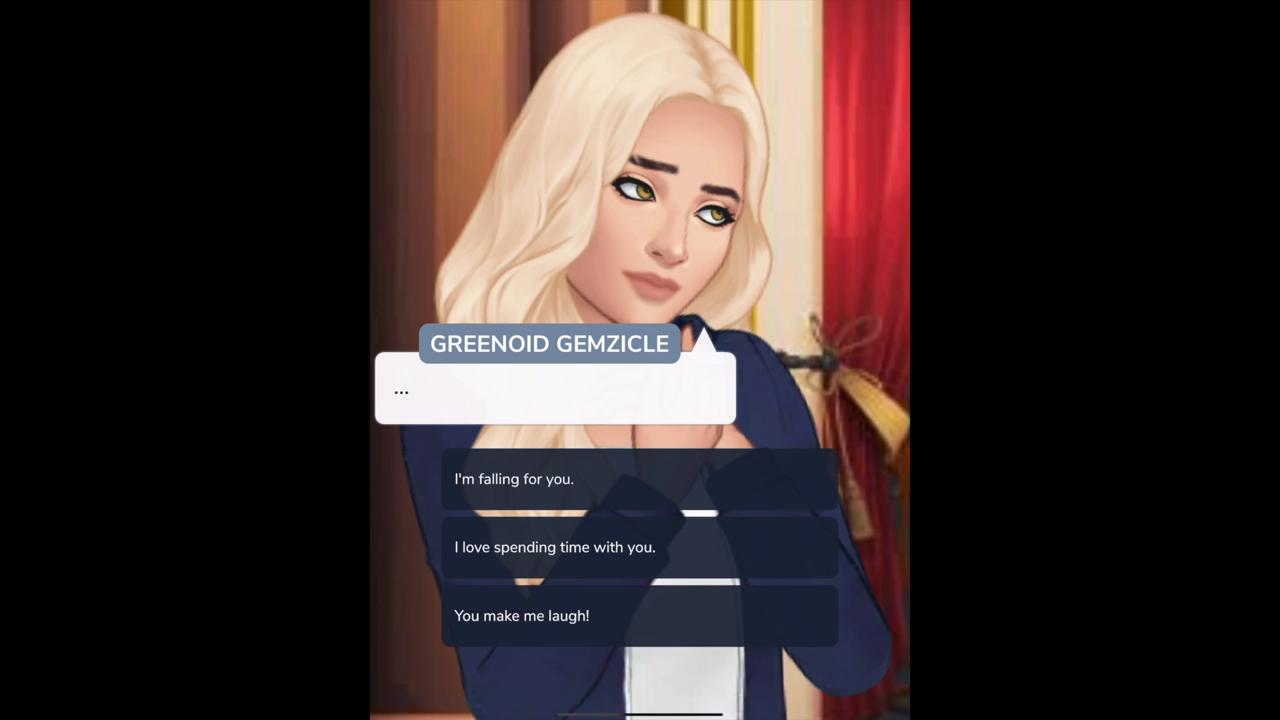 GREENOID GEMZICLE
...
I'm falling for you.
I love spending time with you.
You make me laugh!